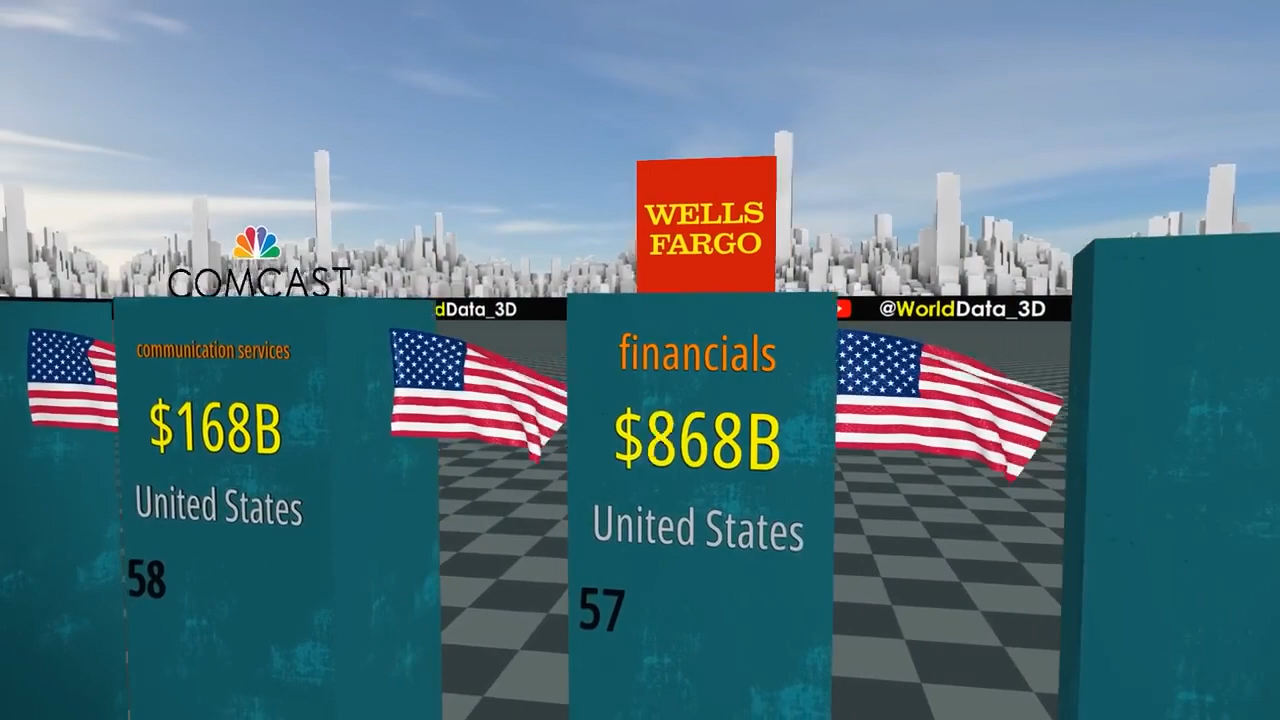 COMCAST
communication services
$168B
United States
58
dData_3D
WELLS
FARGO
financials
$868B
United States
57
@WorldData_3D